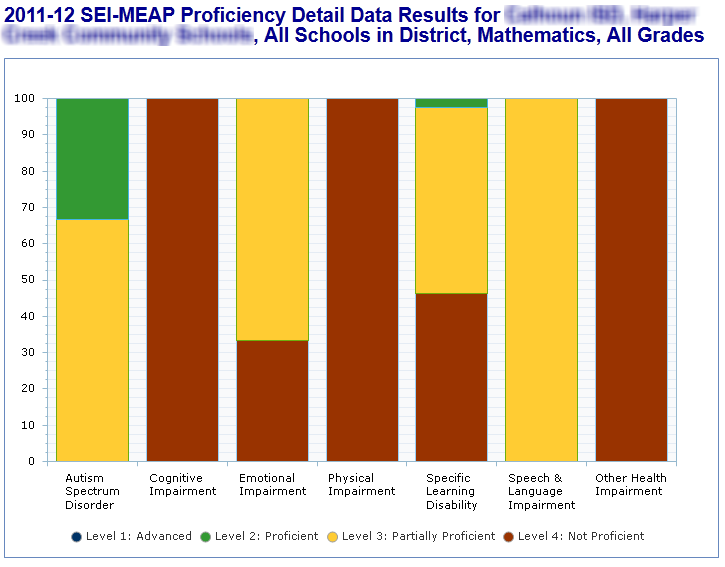 2011-12 SEI-MEAP Proficiency Detail Data Results for
, All Schools in District, Mathematics, All Grades
100
90
80
70
60
50
40
30
20
10
0
Autism Spectrum Disorder
Cognitive Impairment
Emotional Impairment
Physical Impairment
Specific Learning Disability
Speech & Language Impairment
Other Health Impairment
Level 1: Advanced Level 2: Proficient Level 3: Partially Proficient Level 4: Not Proficient